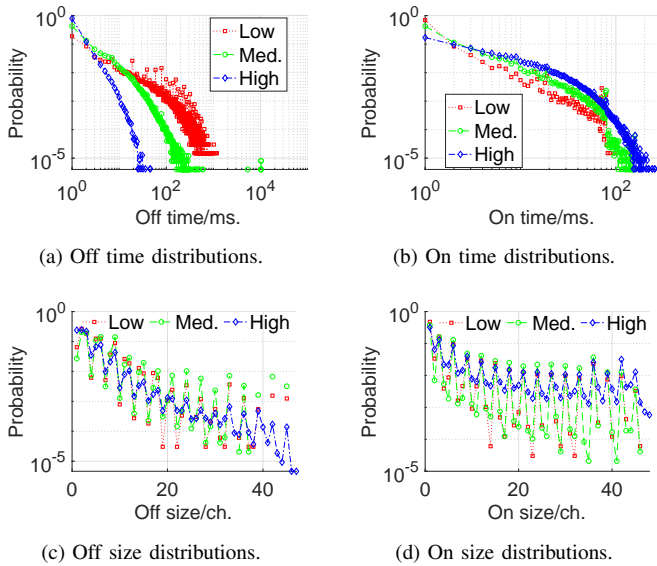 10^0
Low
Med.
High
Probability
10^-5
10^0 10^2 10^4
Off time/ms.
(a) Off time distributions.
10^0
Low
Med.
High
Probability
10^-5
10^0 10^2
On time/ms.
(b) On time distributions.
10^0
Low Med. High
Probability
10^-5
0 20 40
Off size/ch.
(c) Off size distributions.
10^0
Low Med. High
Probability
10^-5
0 20 40
On size/ch.
(d) On size distributions.